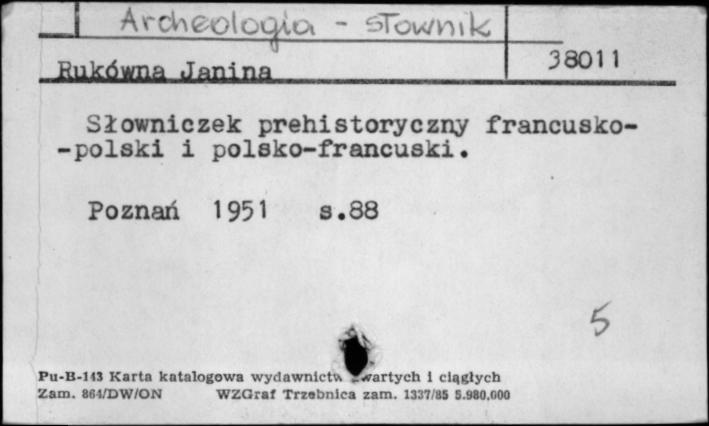 Archeologia - słownik
38011
Rukówna Janina
Słowniczek prehistoryczny francusko-
-polski i polsko-francuski.
Poznań 1951 s.88
5
Pu-B-143 Karta katalogowa wydawnictw zwartych i ciągłych
Zam. 864/DW/ON WZGraf Trzebnica zam. 1337/85 5.980.000